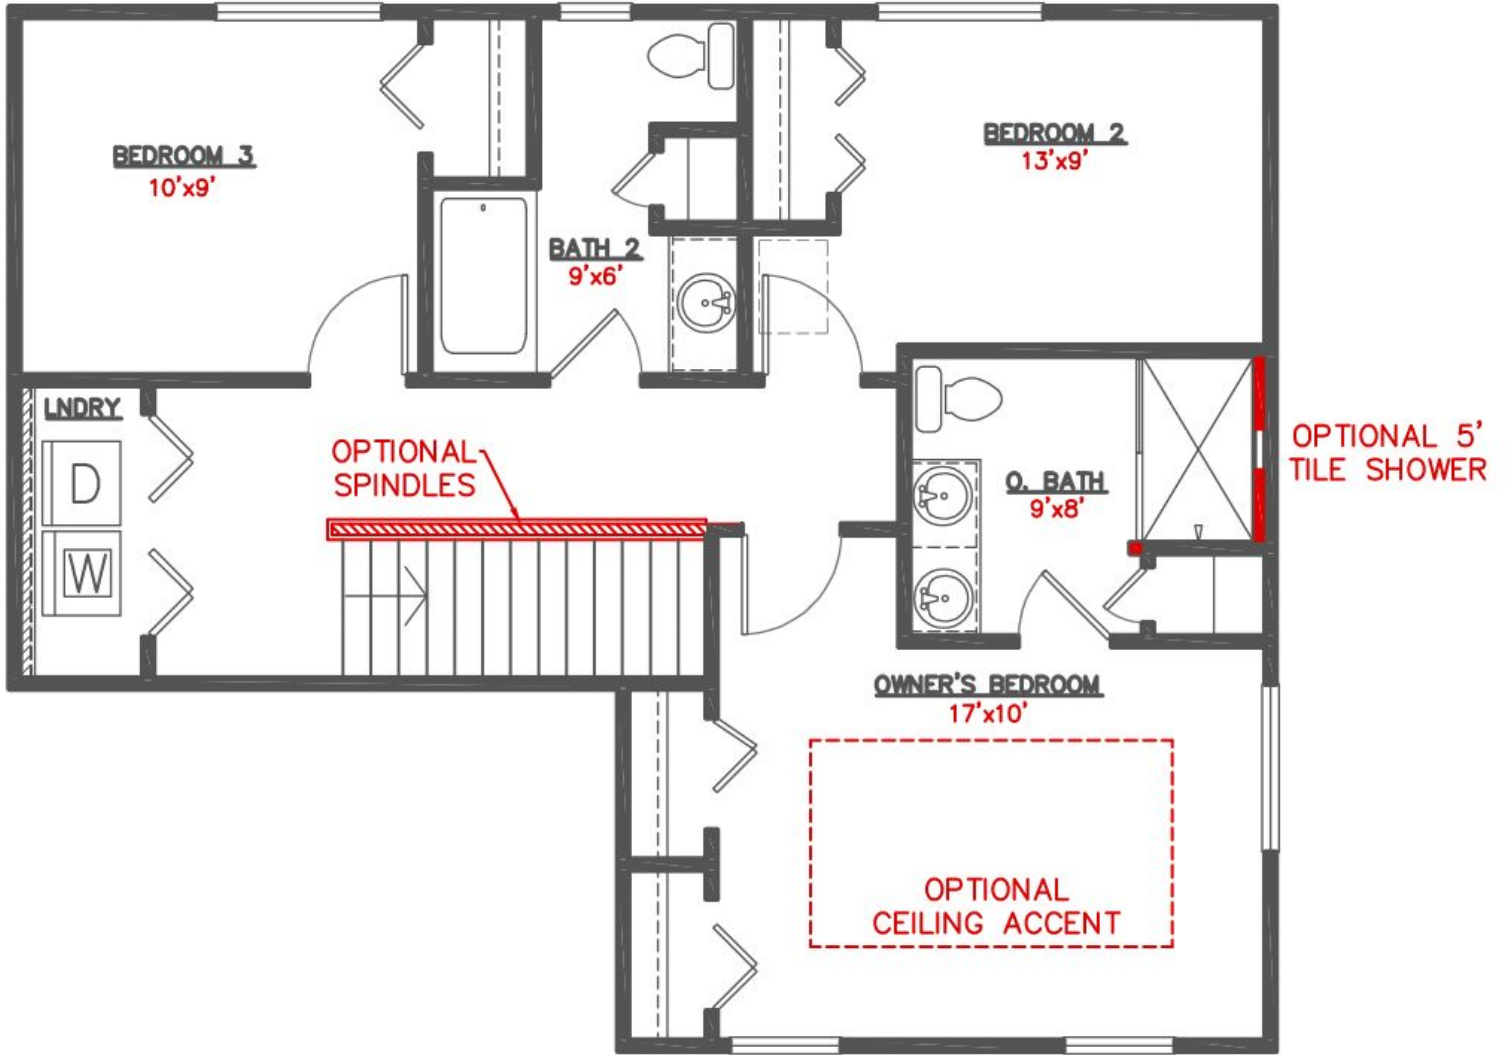 BEDROOM 3
10'x9'
BEDROOM 2
13'x9'
BATH 2
9'x6'
LNDRY
D
W
OPTIONAL
SPINDLES
O. BATH
9'x8'
OPTIONAL 5'
TILE SHOWER
OWNER'S BEDROOM
17'x10'
OPTIONAL
CEILING ACCENT